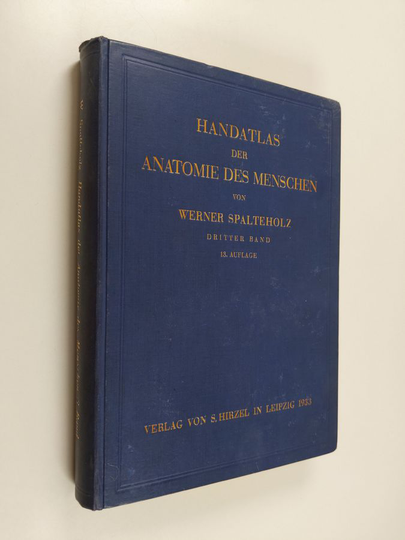 HANDATLAS
DER
ANATOMIE DES MENSCHEN
VON
WERNER SPALTEHOLZ
DRITTER BAND
13. AUFLAGE
VERLAG VON S. HIRZEL IN LEIPZIG 1933